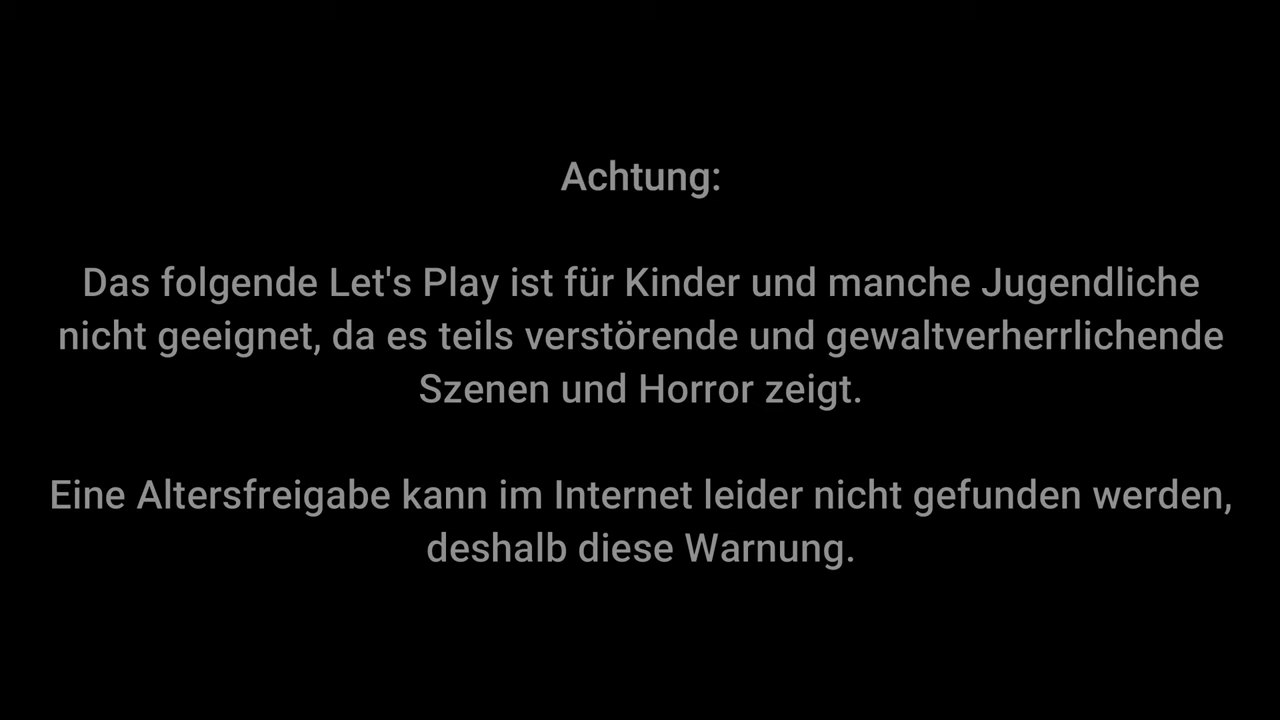 Achtung:
Das folgende Let's Play ist für Kinder und manche Jugendliche
nicht geeignet, da es teils verstörende und gewaltverherrlichende
Szenen und Horror zeigt.
Eine Altersfreigabe kann im Internet leider nicht gefunden werden,
deshalb diese Warnung.